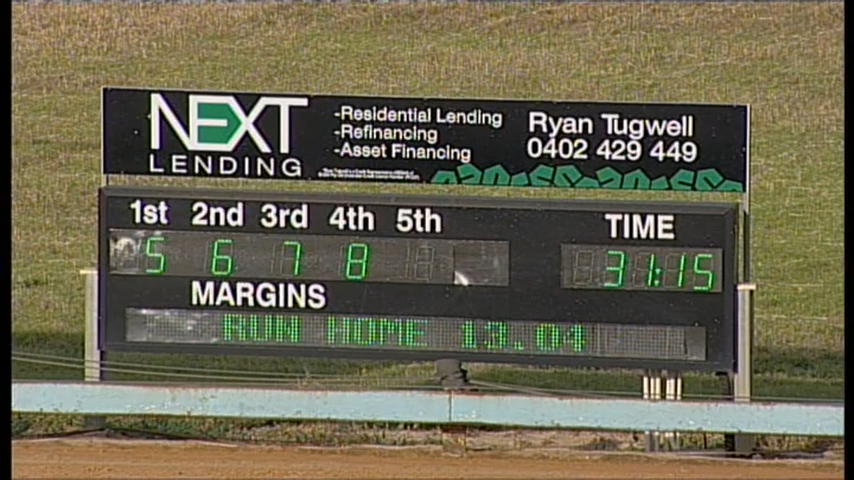 NEXT
LENDING
-Residential Lending
-Refinancing
-Asset Financing
Ryan Tugwell
0402 429 449
1st 2nd 3rd 4th 5th TIME
5 6 7 8 31:15
MARGINS
RUN HOME 13.04